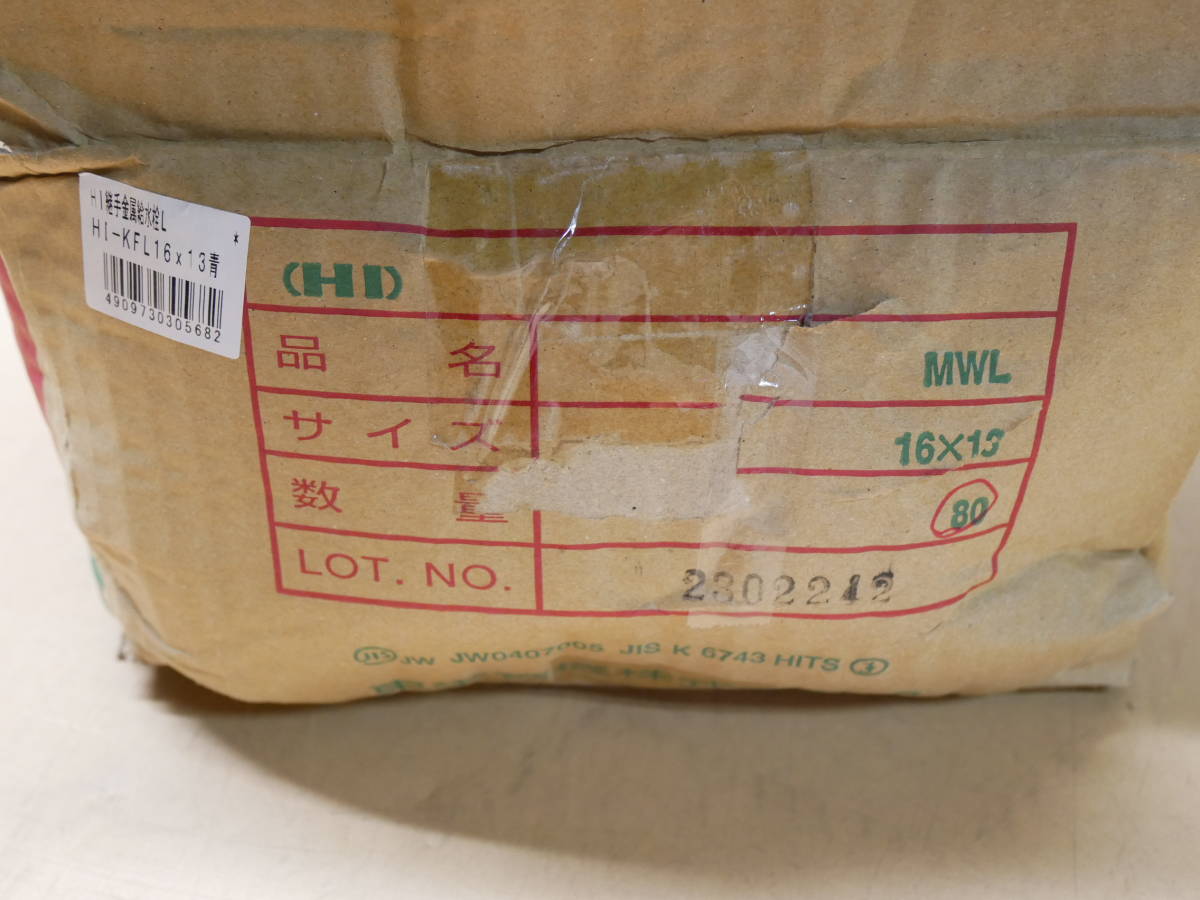 HI継手金属給水栓L
*
HI-KFL16x13青
4909730305682
(HI)
品名 MWL
サイズ 16×13
数量 80
LOT. NO. 2302242
JIS JW JIS K 6743 HITS